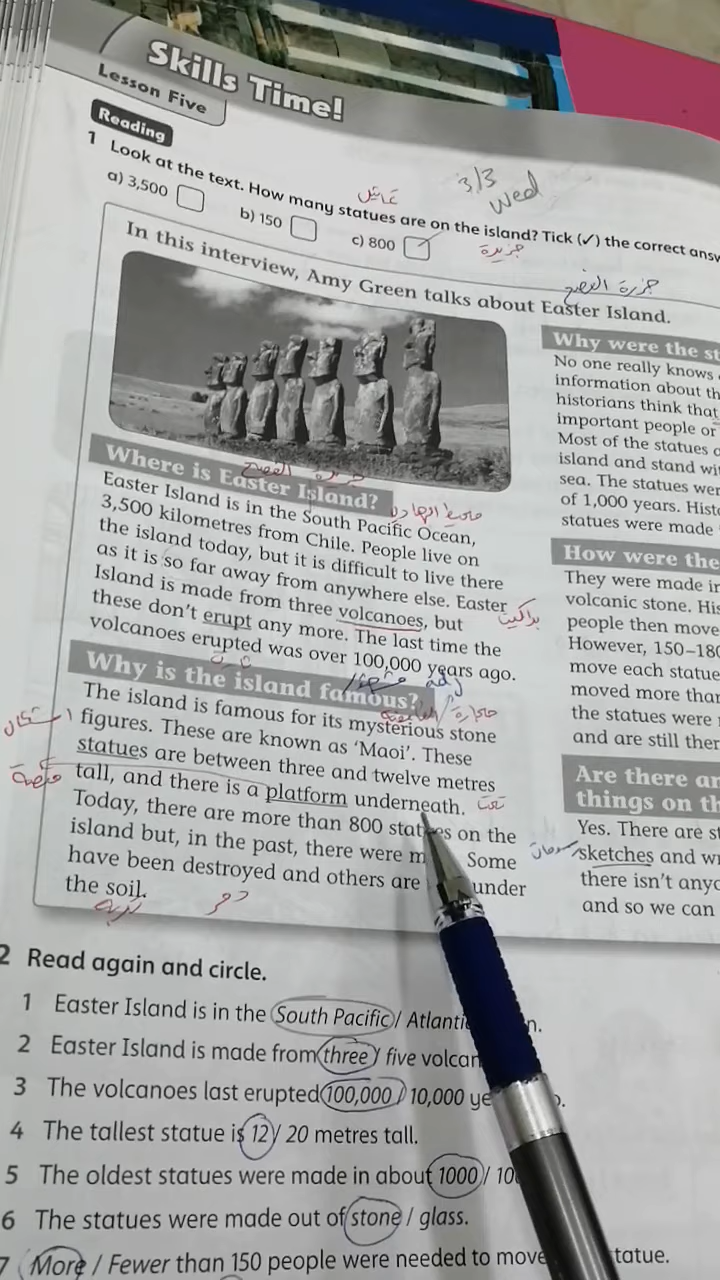 Skills Time!
Lesson Five
Reading
1 Look at the text. How many statues are on the island? Tick (✓) the correct answ
a) 3,500
b) 150
c) 800
3/3
Wed
جزيرة
In this interview, Amy Green talks about Easter Island.
Where is Easter Island?
Easter Island is in the South Pacific Ocean,
3,500 kilometres from Chile. People live on
the island today, but it is difficult to live there
as it is so far away from anywhere else. Easter
Island is made from three volcanoes, but
these don't erupt any more. The last time the
volcanoes erupted was over 100,000 years ago.
Why is the island famous?
The island is famous for its mysterious stone
figures. These are known as 'Maoi'. These
statues are between three and twelve metres
tall, and there is a platform underneath.
Today, there are more than 800 statues on the
island but, in the past, there were m Some
have been destroyed and others are under
the soil.
Why were the st
No one really knows
information about th
historians think that
important people or
Most of the statues
island and stand wi
sea. The statues wer
of 1,000 years. Hist
statues were made
How were the
They were made in
volcanic stone. His
people then move
However, 150–180
move each statue
moved more than
the statues were
and are still ther
Are there an
things on th
Yes. There are s
sketches and w
there isn't anyo
and so we can
2 Read again and circle.
1 Easter Island is in the South Pacific / Atlanti n.
2 Easter Island is made from three / five volcan
3 The volcanoes last erupted 100,000 / 10,000 ye o.
4 The tallest statue is 12 / 20 metres tall.
5 The oldest statues were made in about 1000 / 10
6 The statues were made out of stone / glass.
7 More / Fewer than 150 people were needed to move statue.